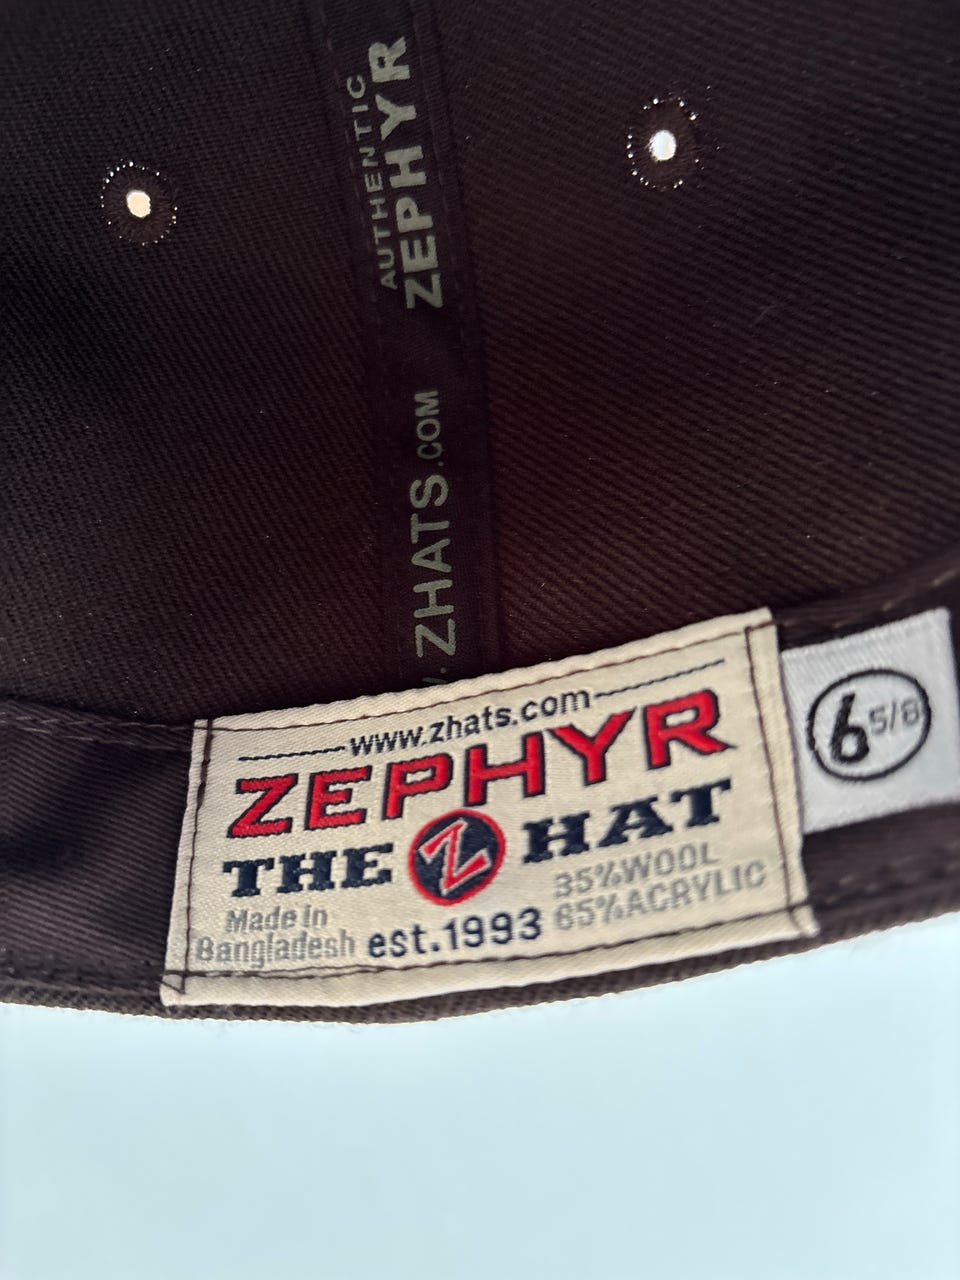 AUTHENTIC
ZEPHYR
.ZHATS.COM
www.zhats.com
ZEPHYR
THE Z HAT
Made in
Bangladesh
est.1993
35%WOOL
65%ACRYLIC
6 5/8